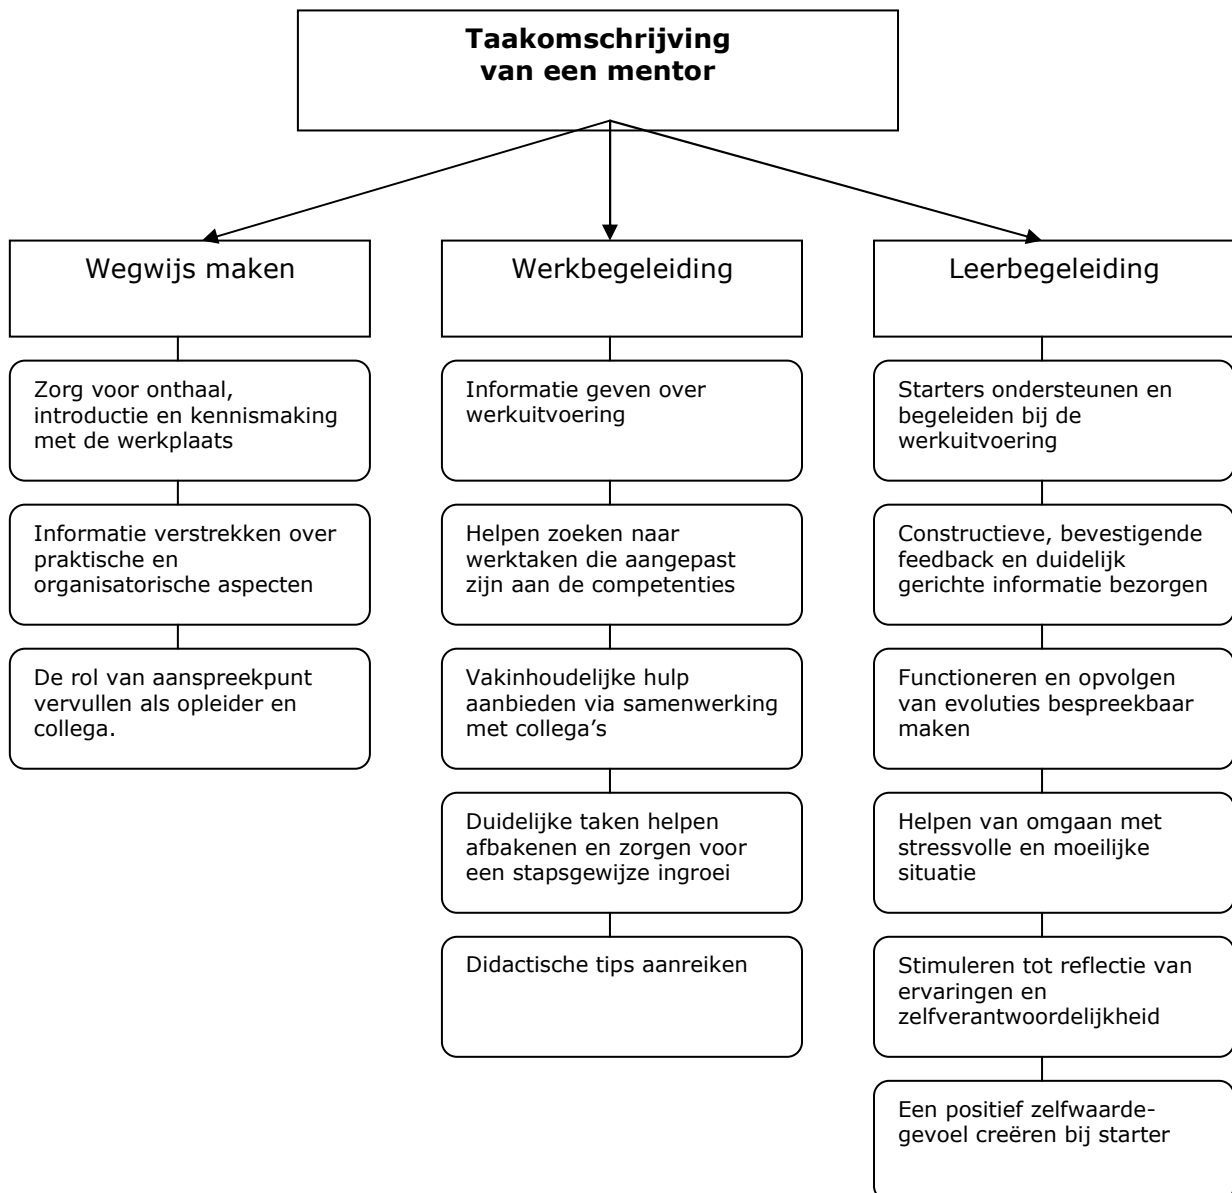 Taakomschrijving
van een mentor
Wegwijs maken
Zorg voor onthaal,
introductie en kennismaking
met de werkplaats
Informatie verstrekken over
praktische en
organisatorische aspecten
De rol van aanspreekpunt
vervullen als opleider en
collega.
Werkbegeleiding
Informatie geven over
werkuitvoering
Helpen zoeken naar
werktaken die aangepast
zijn aan de competenties
Vakinhoudelijke hulp
aanbieden via samenwerking
met collega’s
Duidelijke taken helpen
afbakenen en zorgen voor
een stapsgewijze ingroei
Didactische tips aanreiken
Leerbegeleiding
Starters ondersteunen en
begeleiden bij de
werkuitvoering
Constructieve, bevestigende
feedback en duidelijk
gerichte informatie bezorgen
Functioneren en opvolgen
van evoluties bespreekbaar
maken
Helpen van omgaan met
stressvolle en moeilijke
situatie
Stimuleren tot reflectie van
ervaringen en
zelfverantwoordelijkheid
Een positief zelfwaarde-
gevoel creëren bij starter